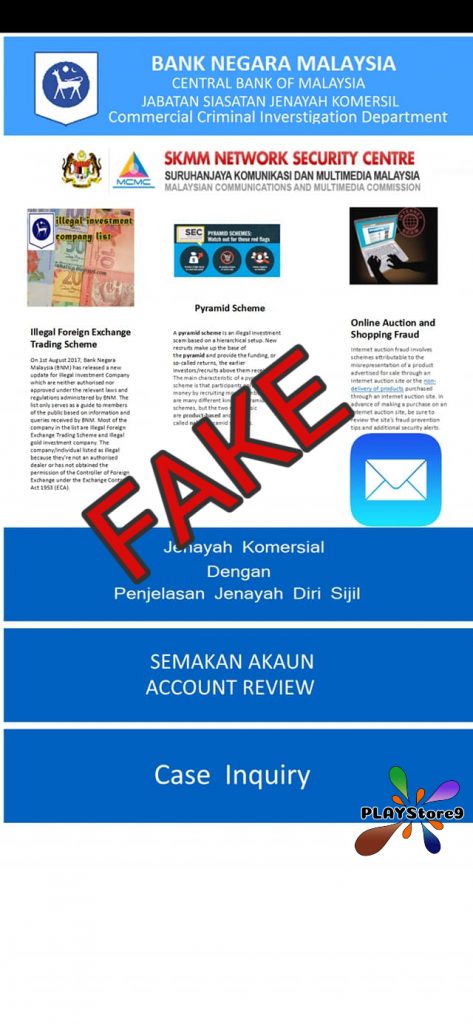 BANK NEGARA MALAYSIA
CENTRAL BANK OF MALAYSIA
JABATAN SIASATAN JENAYAH KOMERSIL
Commercial Criminal Inverstigation Department
MCMC
SKMM NETWORK SECURITY CENTRE
SURUHANJAYA KOMUNIKASI DAN MULTIMEDIA MALAYSIA
MALAYSIAN COMMUNICATIONS AND MULTIMEDIA COMMISSION
illegal investment
company list
SEC
PYRAMID SCHEMES:
Watch out for these red flags
Illegal Foreign Exchange
Trading Scheme
On 1st August 2017, Bank Negara
Malaysia (BNM) has released a new
update for illegal Investment Company
which are neither authorised nor
approved under the relevant laws and
regulations administered by BNM. The
list only serves as a guide to members
of the public based on information and
queries received by BNM. Most of the
company in the list are Illegal Foreign
Exchange Trading Scheme and illegal
gold investment company. The
company/individual listed as illegal
because they're not an authorised
dealer or has not obtained the
permission of the Controller of Foreign
Exchange under the Exchange
Act 1953 (ECA).
Pyramid Scheme
A pyramid scheme is an illegal investment
scam based on a hierarchical setup. New
recruits make up the base of
the pyramid and provide the funding, or
so-called returns, the earlier
investors/recruits above them
The main characteristic of a
scheme is that participants
money by recruiting
are many different
schemes, but the two
are product-based
called
Online Auction and
Shopping Fraud
Internet auction fraud involves
schemes attributable to the
misrepresentation of a product
advertised for sale through an
Internet auction site or the non-
delivery of products purchased
through an Internet auction site. In
advance of making a purchase on an
Internet auction site, be sure to
review the site's fraud prevention
tips and additional security alerts.
FAKE
Jenayah Komersial
Dengan
Penjelasan Jenayah Diri Sijil
SEMAKAN AKAUN
ACCOUNT REVIEW
Case Inquiry
PLAYStore9